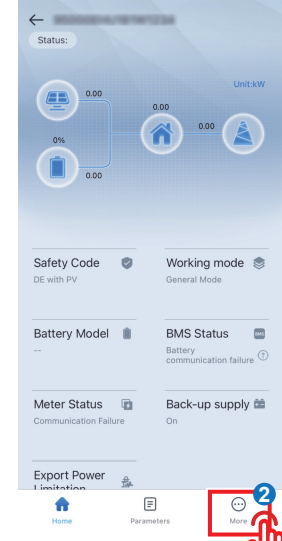 Status:
Unit:kW
0.00
0.00
0.00
0%
0.00
Safety Code
DE with PV
Working mode
General Mode
Battery Model
--
BMS Status
BMS
Battery
communication failure ?
Meter Status
Communication Failure
Back-up supply
On
Export Power
Limitation
2
Home
Parameters
More